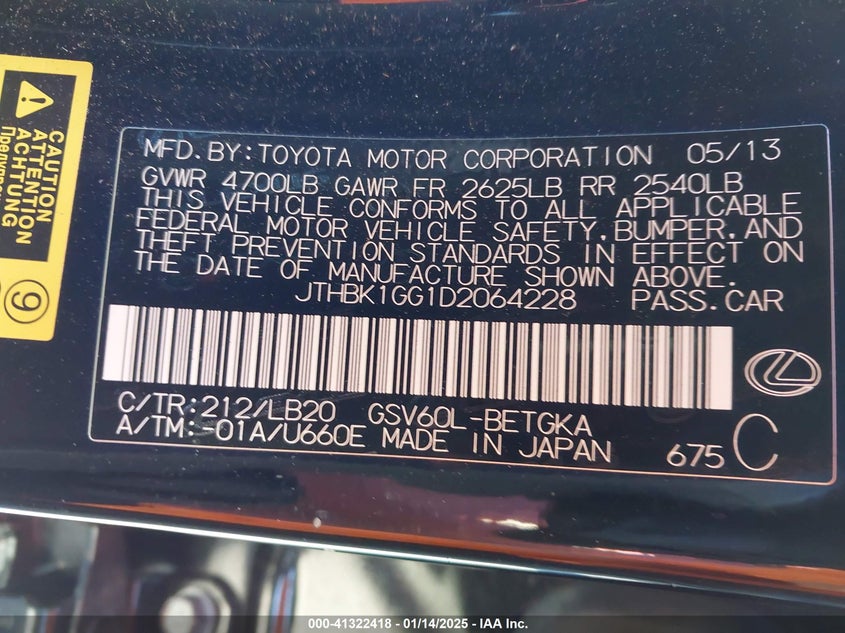 CAUTION
ATTENTION
ACHTUNG
9
MFD.BY:TOYOTA MOTOR CORPORATION 05/13
GVWR 4700LB GAWR FR 2625LB RR 2540LB
THIS VEHICLE CONFORMS TO ALL APPLICABLE
FEDERAL MOTOR VEHICLE SAFETY,BUMPER,AND
THEFT PREVENTION STANDARDS IN EFFECT ON
THE DATE OF MANUFACTURE SHOWN ABOVE.
JTHBK1GG1D2064228 PASS.CAR
C/TR:212/LB20 GSV60L-BETGKA
A/TM:-01A/U660E MADE IN JAPAN 675 C
000-41322418 - 01/14/2025 - IAA Inc.